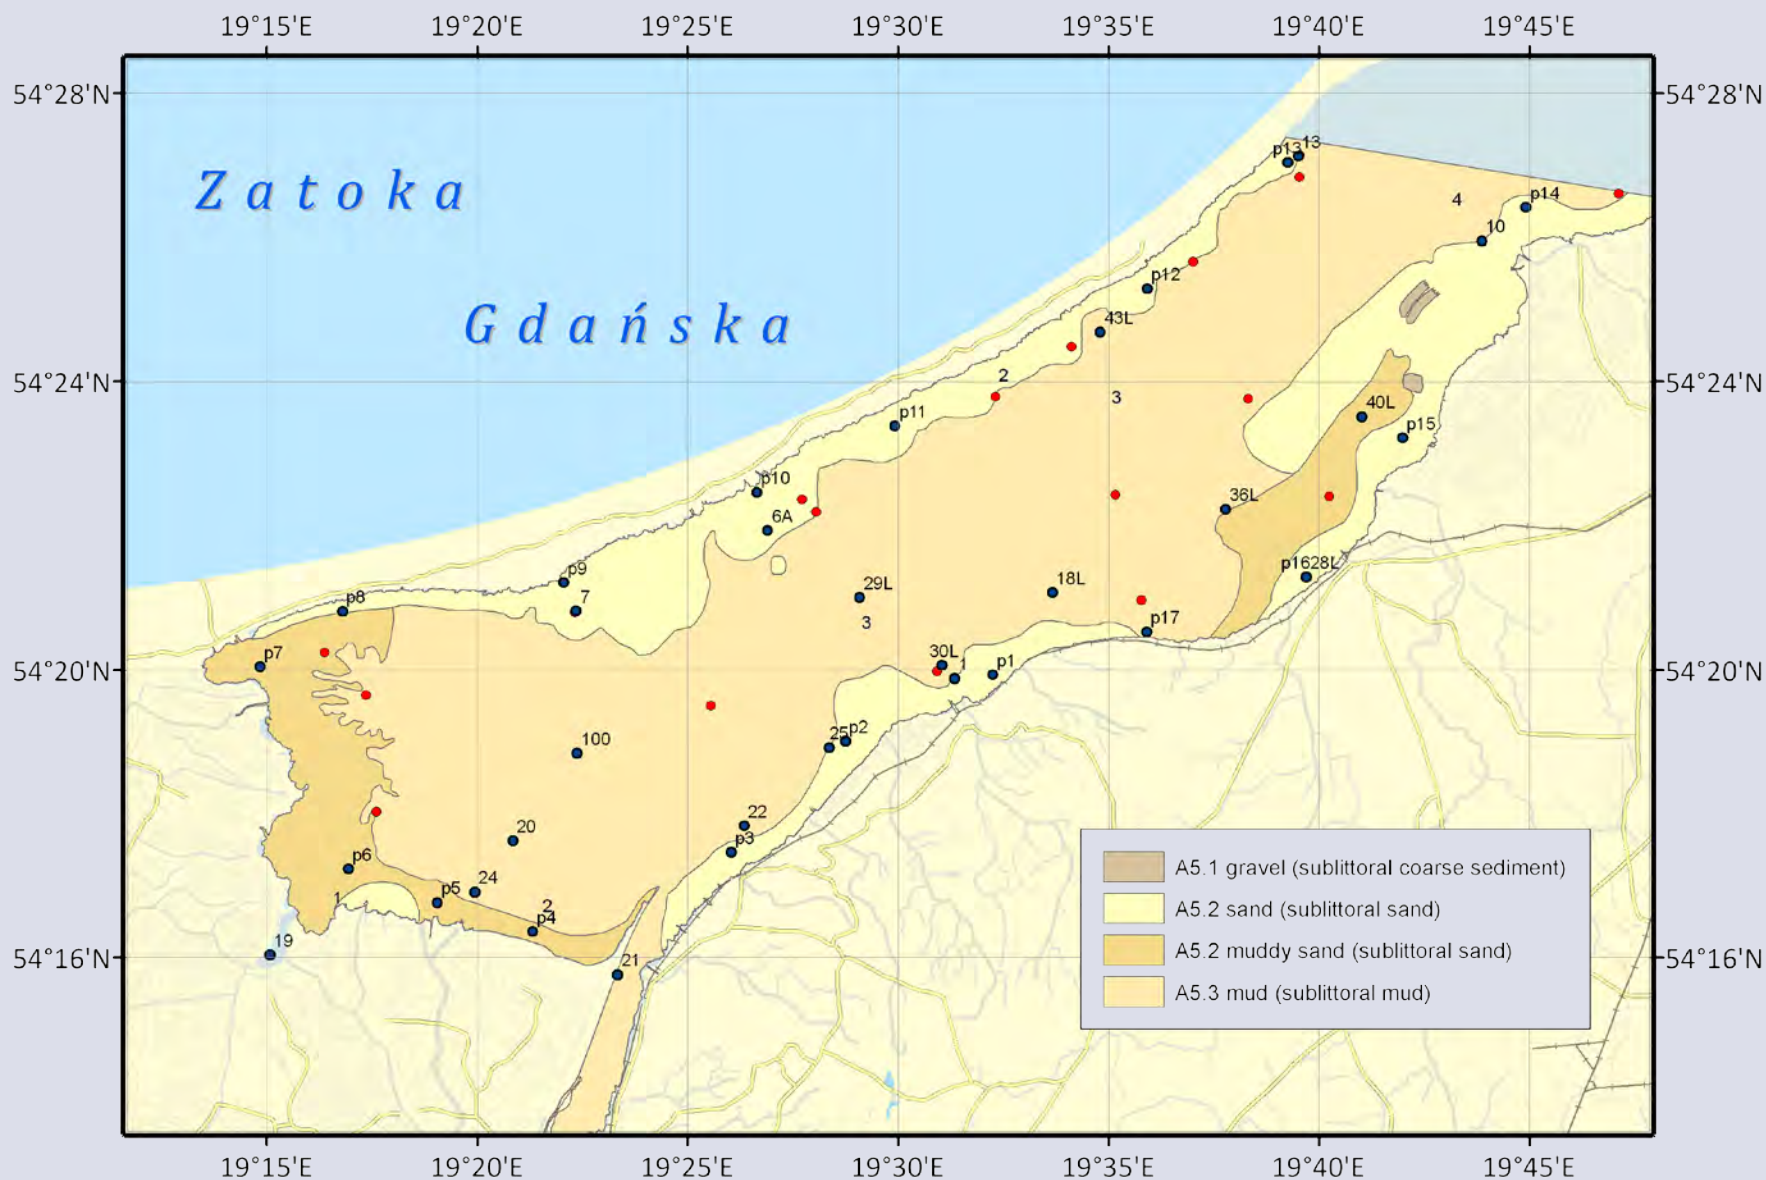 19°15'E 19°20'E 19°25'E 19°30'E 19°35'E 19°40'E 19°45'E
54°28'N 54°28'N
p13 13
Zatoka
4 p14
10
p12
Gdańska
43L
54°24'N 2 54°24'N
3
40L
p11
p15
p10
36L
6A
p9 p1628L
29L 18L
p8 7
3 p17
30L
p7 1 p1
54°20'N 54°20'N
25 p2
100
22
20 p3
p6
24
p5
1 2
p4
19
21
54°16'N 54°16'N
A5.1 gravel (sublittoral coarse sediment)
A5.2 sand (sublittoral sand)
A5.2 muddy sand (sublittoral sand)
A5.3 mud (sublittoral mud)
19°15'E 19°20'E 19°25'E 19°30'E 19°35'E 19°40'E 19°45'E